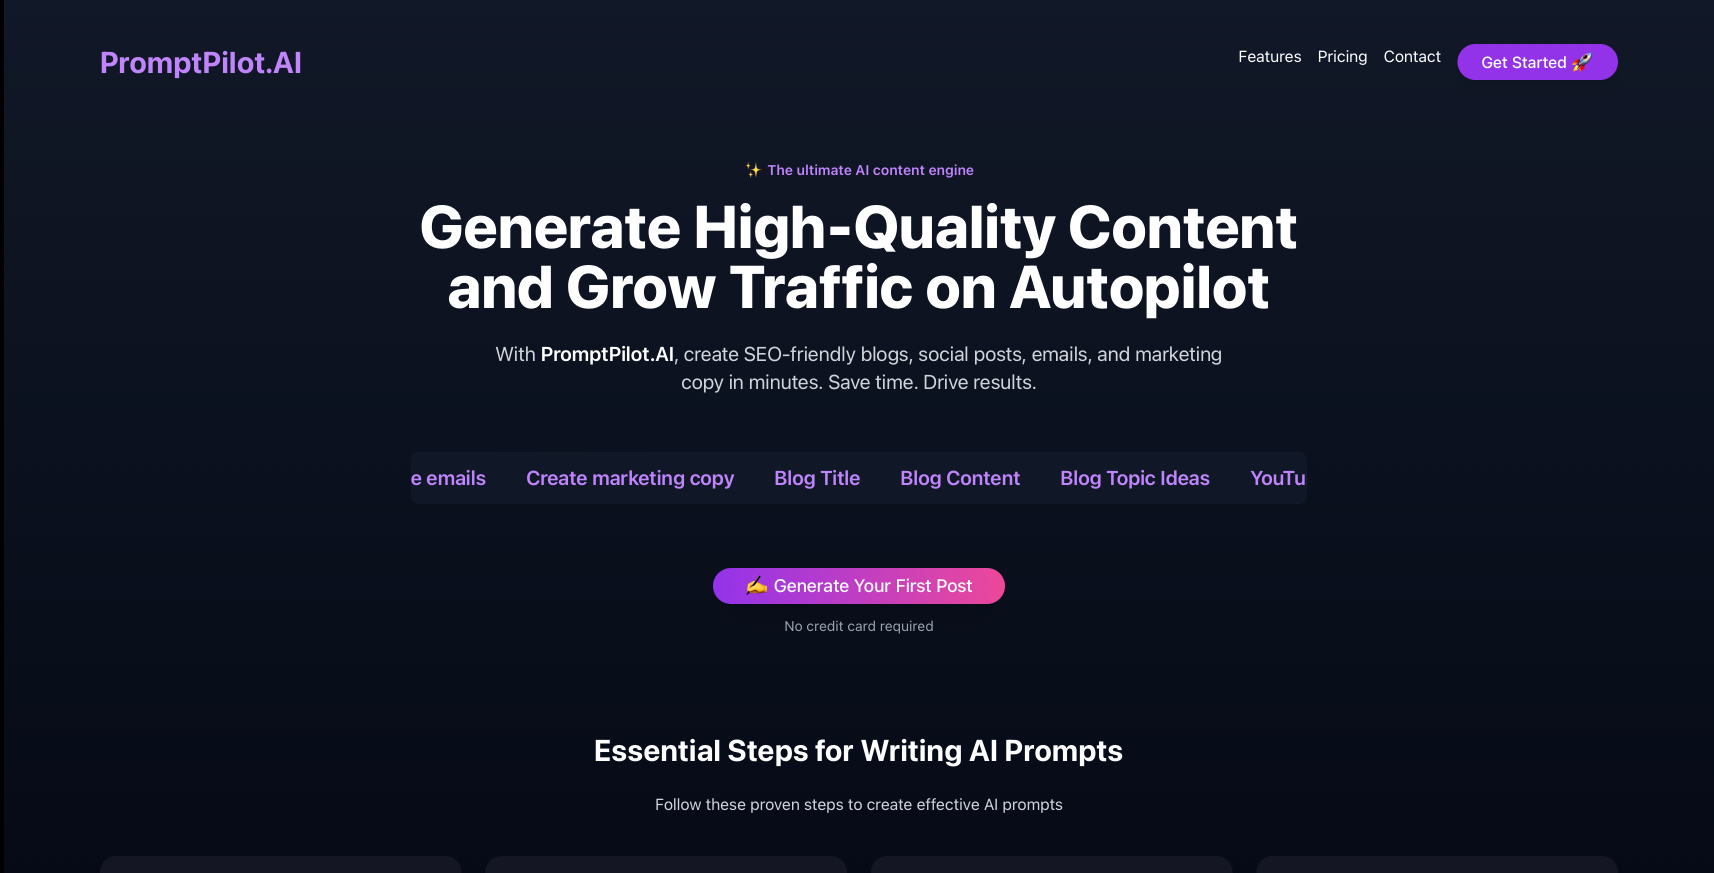 PromptPilot.AI
Features Pricing Contact Get Started 🚀
✨ The ultimate AI content engine
Generate High-Quality Content
and Grow Traffic on Autopilot
With PromptPilot.AI, create SEO-friendly blogs, social posts, emails, and marketing
copy in minutes. Save time. Drive results.
e emails Create marketing copy Blog Title Blog Content Blog Topic Ideas YouTu
✍️ Generate Your First Post
No credit card required
Essential Steps for Writing AI Prompts
Follow these proven steps to create effective AI prompts